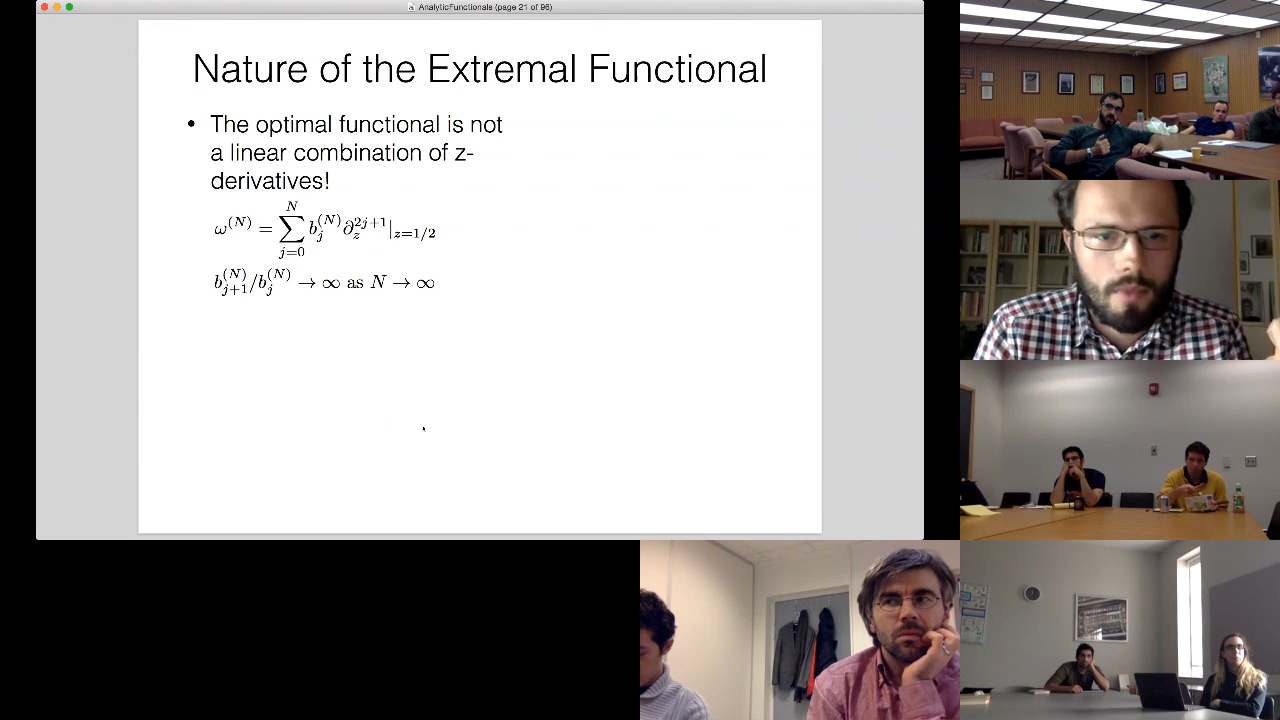 AnalyticFunctionals (page 21 of 96)
Nature of the Extremal Functional
• The optimal functional is not
a linear combination of z-
derivatives!
ω^{(N)} = \sum_{j=0}^{N} b_j^{(N)} ∂_z^{2j+1}|_{z=1/2}
b_{j+1}^{(N)}/b_j^{(N)} → ∞ as N → ∞